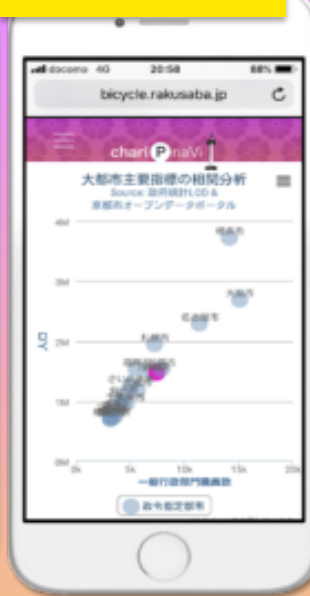 docomo 4G 20:58 88%
bicycle.rakusaba.jp
chari P naVi
大都市主要指標の相関分析
Source: 政府統計LOD &
京都市オープンデータポータル
4M
3M
2M
1M
0M
横浜市
大阪市
名古屋市
札幌市
0k 5k 10k 15k 20k
一般行政部門職員数
政令指定都市